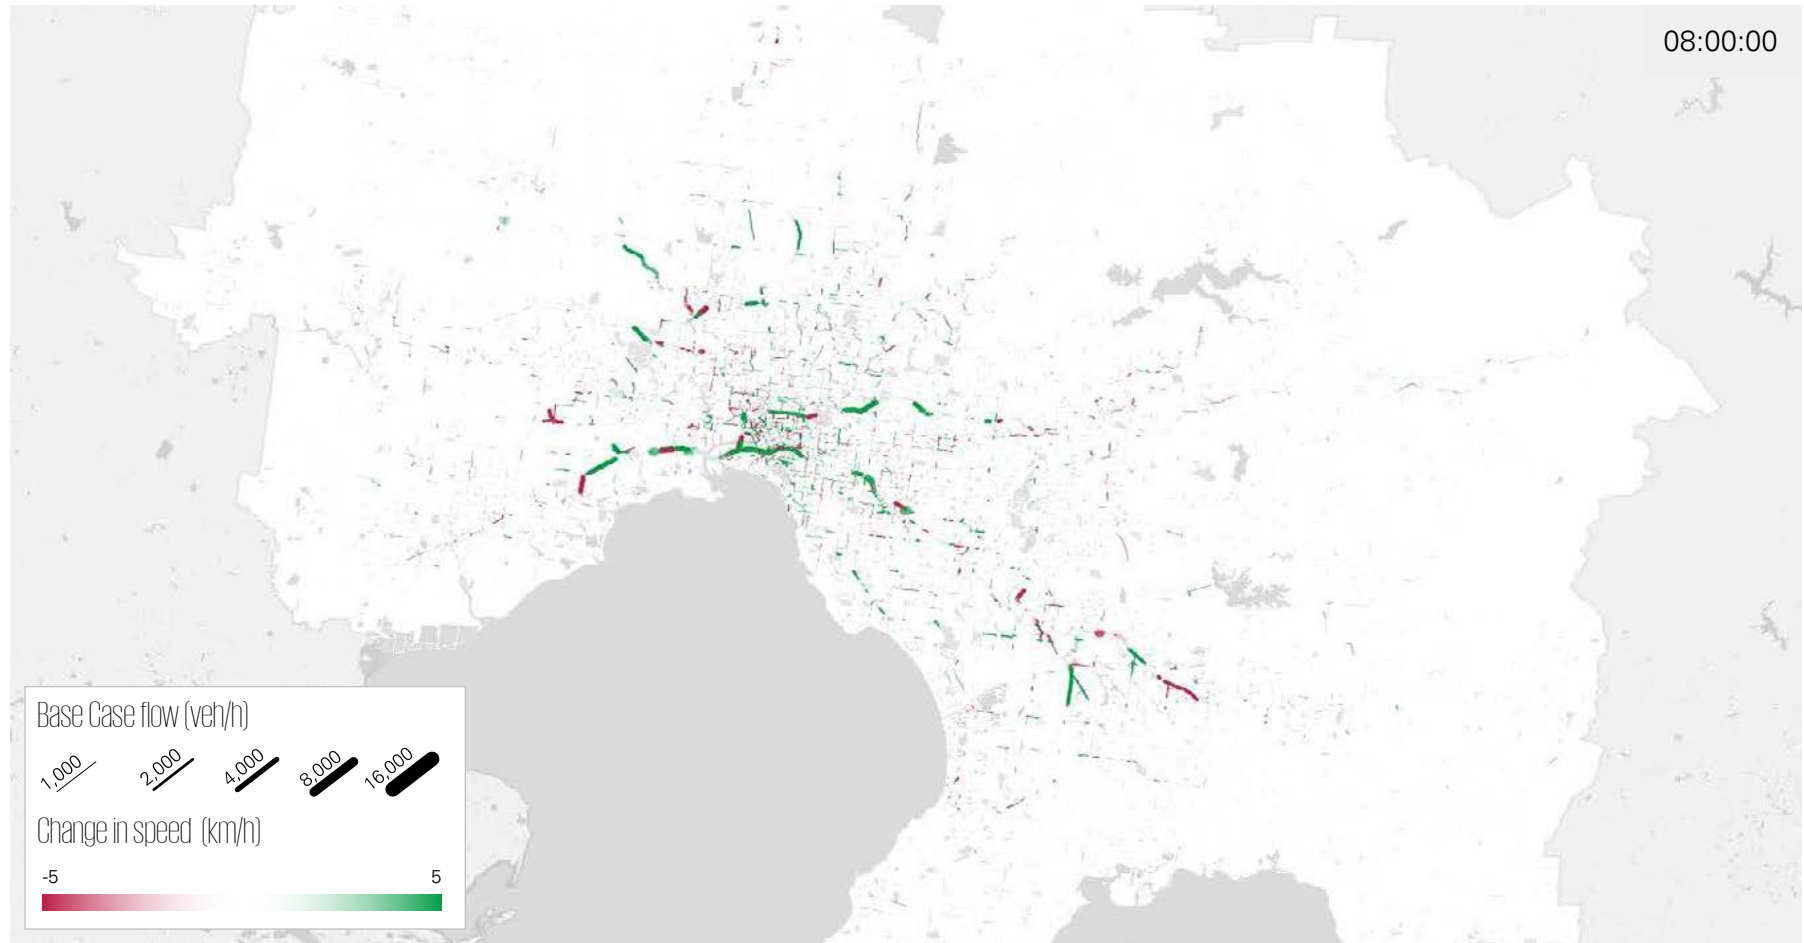 08:00:00
Base Case flow (veh/h)
1,000 2,000 4,000 8,000 16,000
Change in speed (km/h)
-5 5